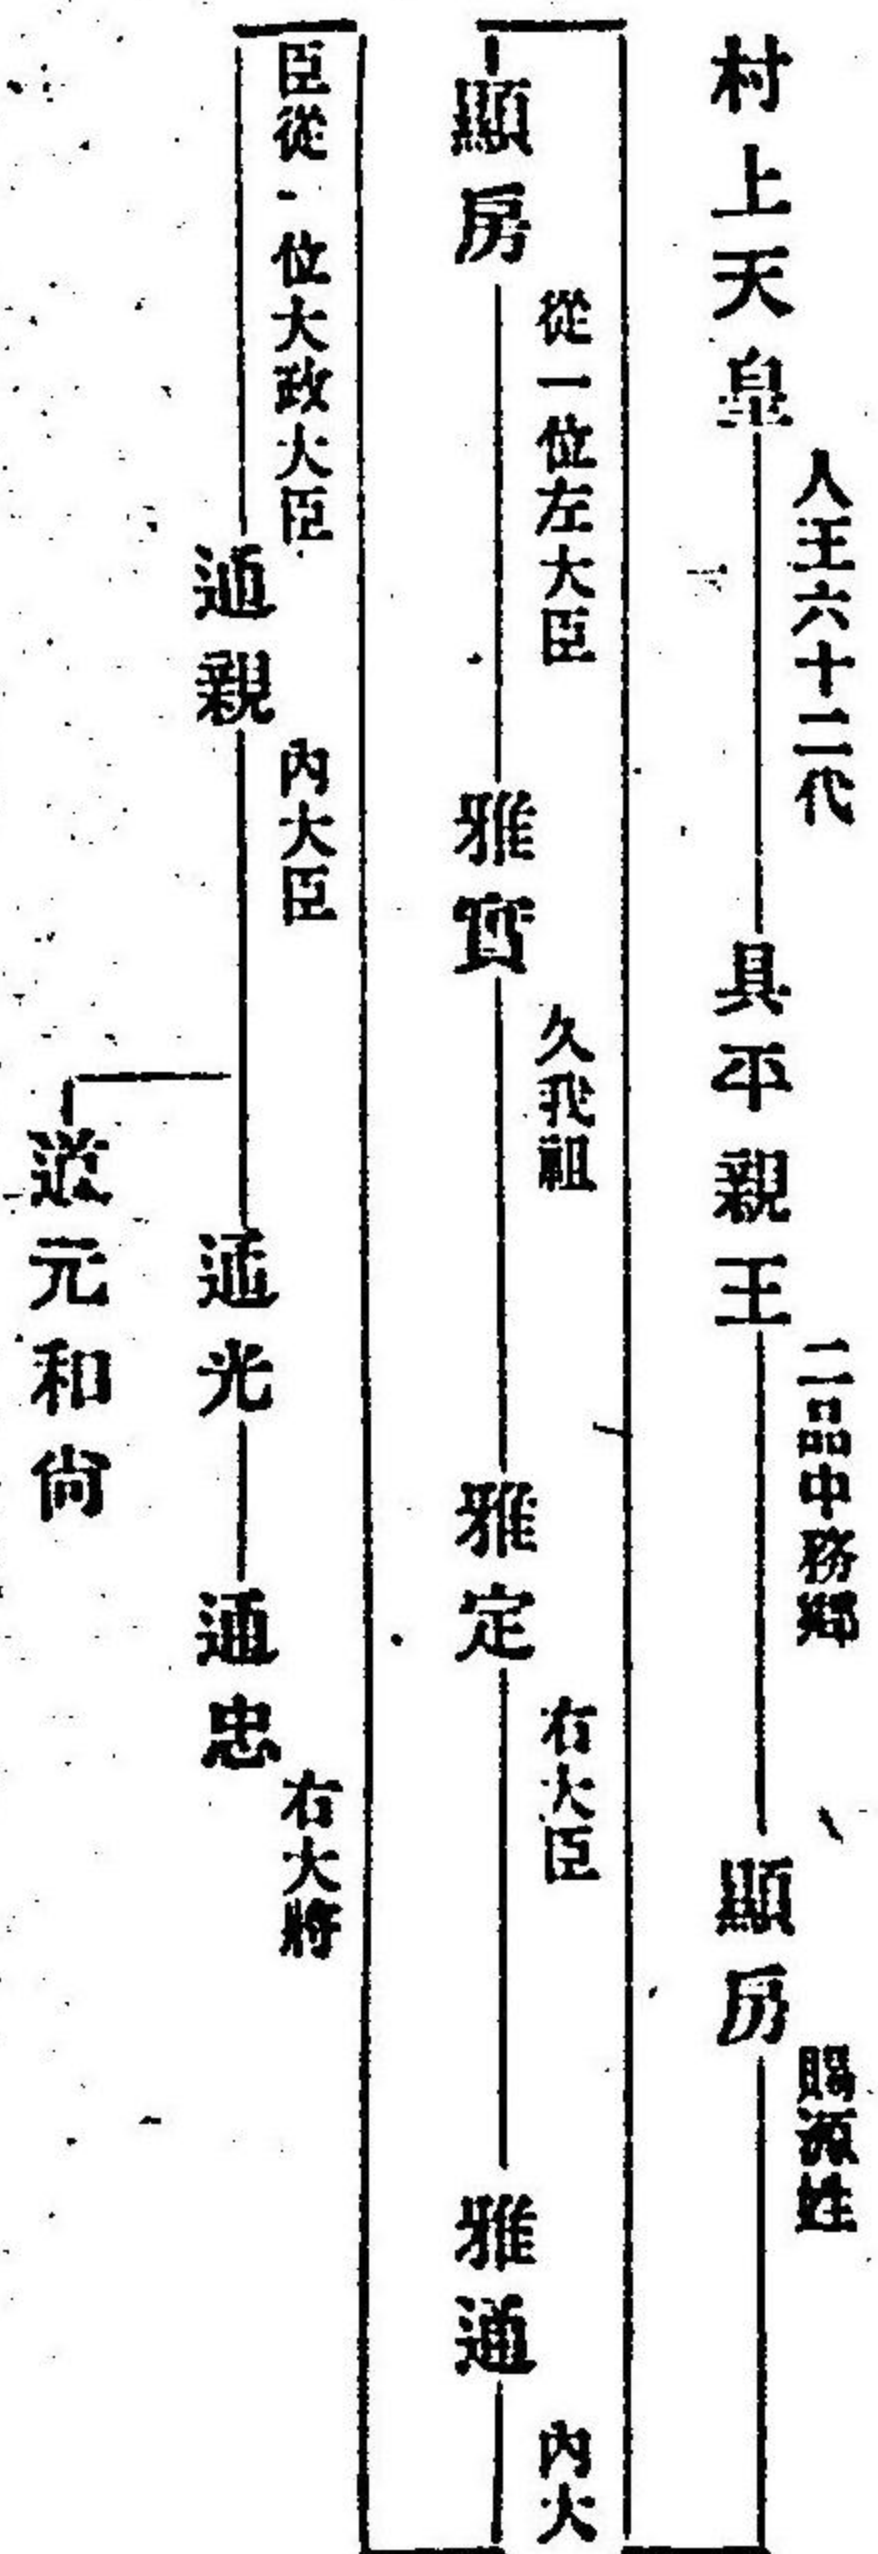 村上天皇
人王六十二代
具平親王
二品中務卿
顯房
賜源姓
顯房
從一位左大臣
雅實
久我祖
雅定
右大臣
雅通
內大
臣從一位大政大臣
通親
內大臣
通光
通忠
右大將
道元和尙